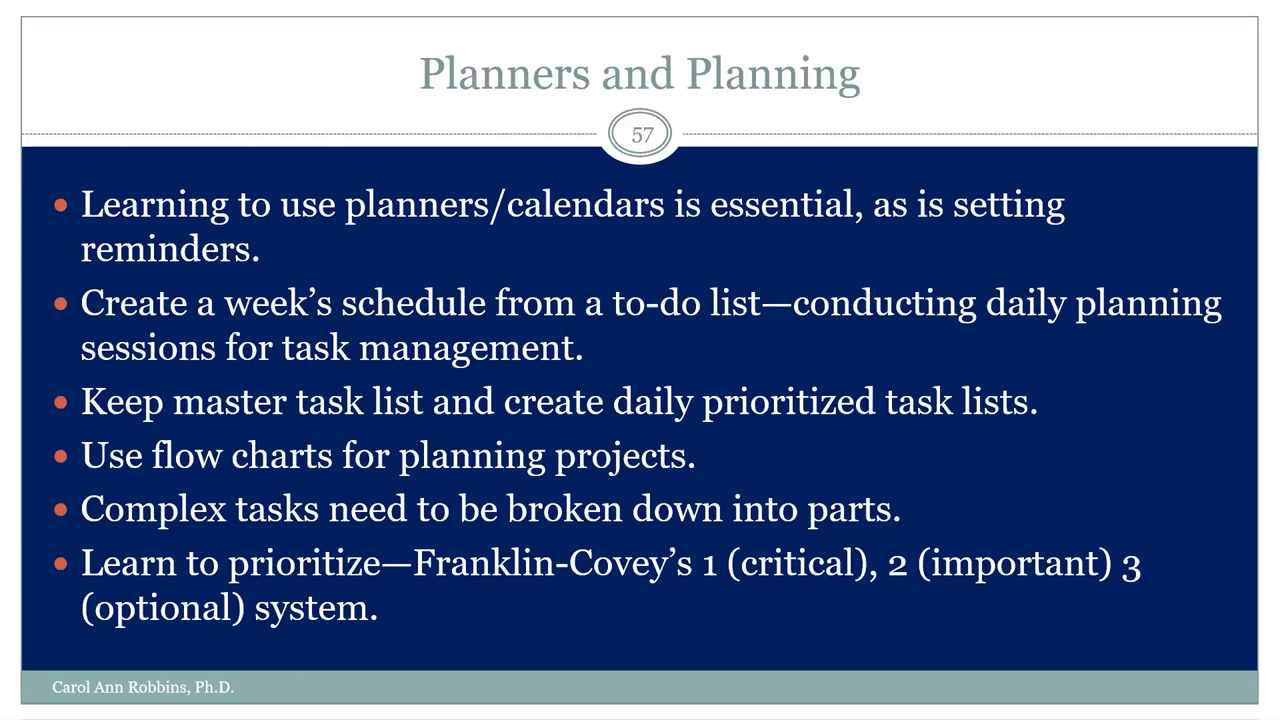 Planners and Planning
57
• Learning to use planners/calendars is essential, as is setting
reminders.
• Create a week’s schedule from a to-do list—conducting daily planning
sessions for task management.
• Keep master task list and create daily prioritized task lists.
• Use flow charts for planning projects.
• Complex tasks need to be broken down into parts.
• Learn to prioritize—Franklin-Covey’s 1 (critical), 2 (important) 3
(optional) system.
Carol Ann Robbins, Ph.D.